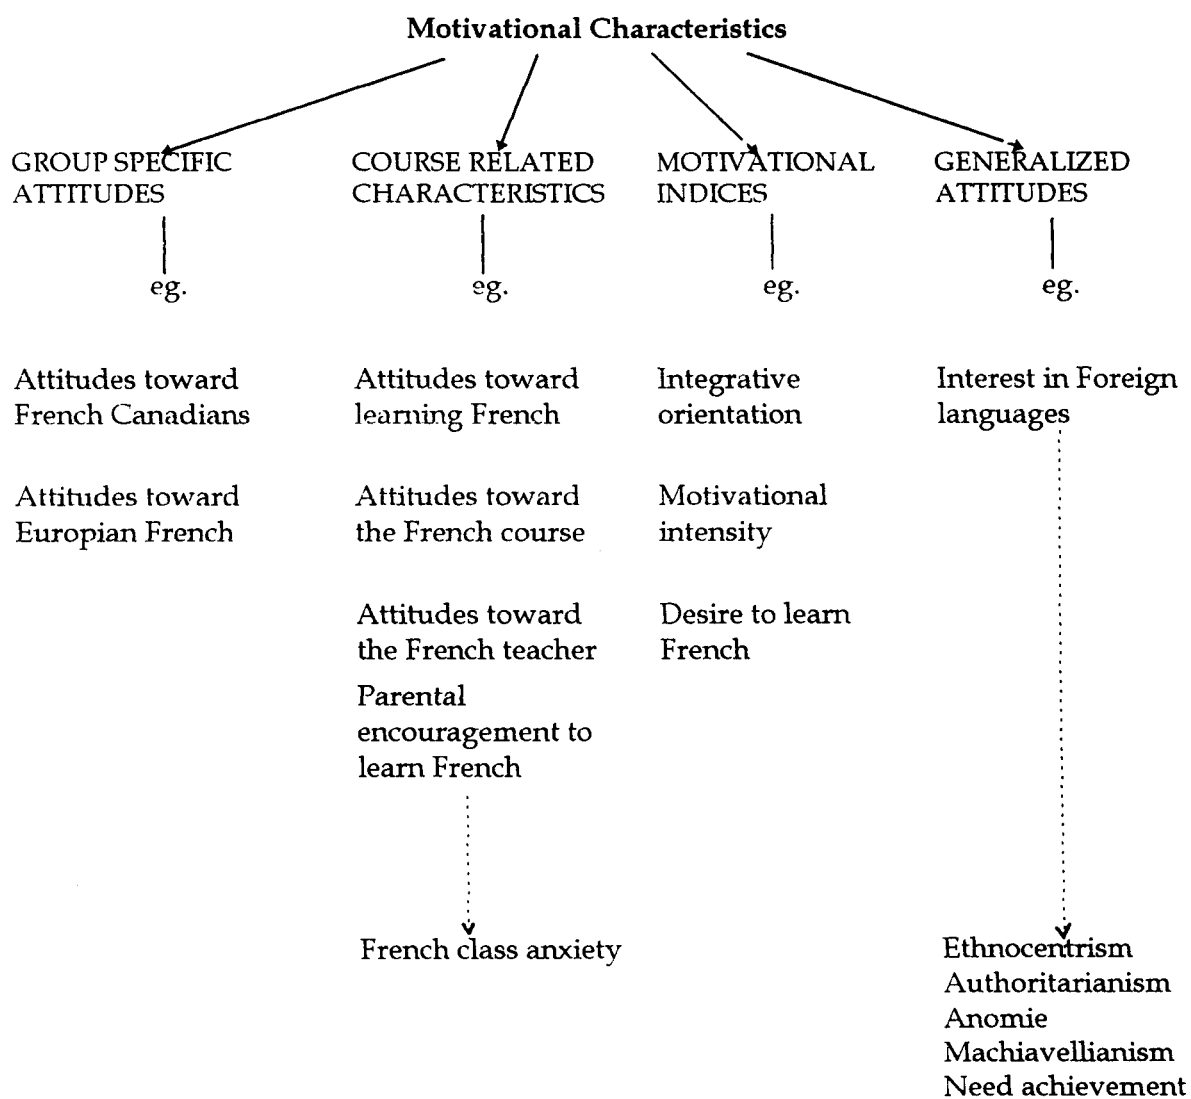 Motivational Characteristics
GROUP SPECIFIC
ATTITUDES
eg.
Attitudes toward
French Canadians
Attitudes toward
Europian French
COURSE RELATED
CHARACTERISTICS
eg.
Attitudes toward
learning French
Attitudes toward
the French course
Attitudes toward
the French teacher
Parental
encouragement to
learn French
French class anxiety
MOTIVATIONAL
INDICES
eg.
Integrative
orientation
Motivational
intensity
Desire to learn
French
GENERALIZED
ATTITUDES
eg.
Interest in Foreign
languages
Ethnocentrism
Authoritarianism
Anomie
Machiavellianism
Need achievement